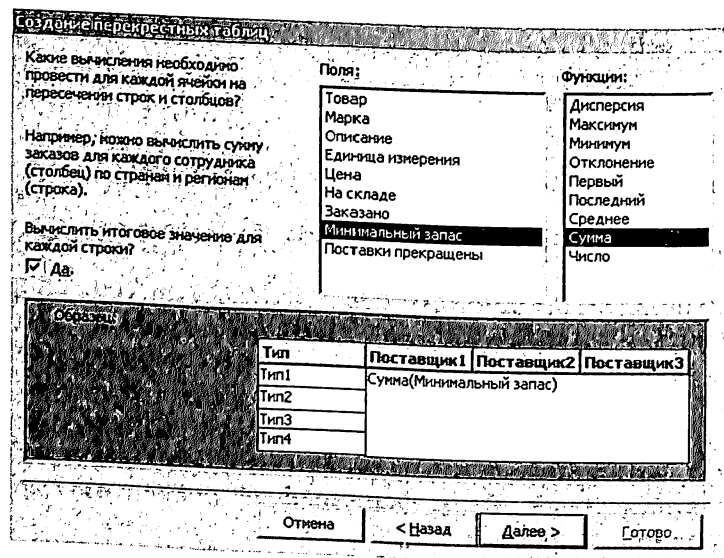 Создание перекрестных таблиц
Какие вычисления необходимо
провести для каждой ячейки на
пересечении строк и столбцов?
Например, можно вычислить сумму
заказов для каждого сотрудника
(столбец) по странам и регионам
(строка).
Вычислить итоговое значение для
каждой строки?
Да.
Поля:
Товар
Марка
Описание
Единица измерения
Цена
На складе
Заказано
Минимальный запас
Поставки прекращены
Функции:
Дисперсия
Максимум
Минимум
Отклонение
Первый
Последний
Среднее
Сумма
Число
Образец:
Тип Поставщик1 Поставщик2 Поставщик3
Тип1 Сумма(Минимальный запас)
Тип2
Тип3
Тип4
Отмена < Назад Далее > Готово